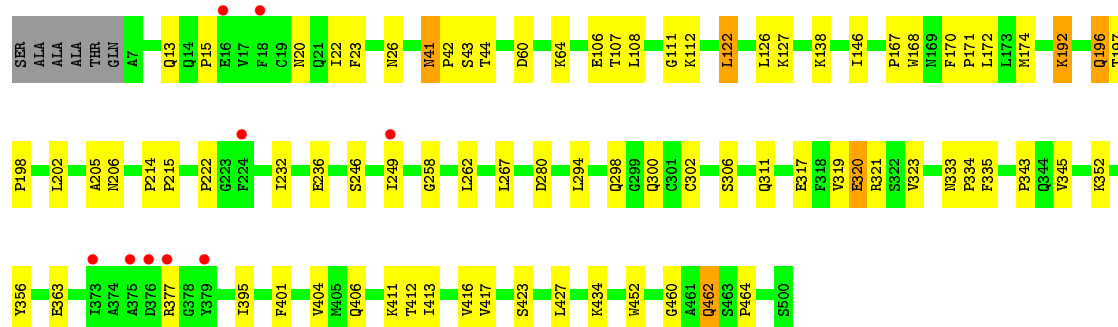 SER ALA ALA ALA THR GLN A7 Q13 Q14 P15 E16 V17 F18 C19 N20 Q21 I22 F23 N26 N41 P42 S43 T44 D60 K64 E106 T107 L108 G111 K112 L122 L126 K127 K138 I146 P167 W168 N169 F170 P171 L172 L173 M174 K192 Q196 T197
P198 L202 A205 N206 P214 P215 P222 G223 F224 I232 E236 S246 I249 G258 L262 L267 D280 L294 Q298 G299 Q300 C301 C302 S306 Q311 E317 F318 V319 E320 R321 S322 V323 N333 P334 F335 P343 Q344 V345 K352
Y356 E363 I373 A374 A375 D376 R377 G378 Y379 I395 F401 V404 M405 Q406 K411 T412 I413 V416 V417 S423 L427 K434 W452 G460 A461 Q462 S463 P464 S500